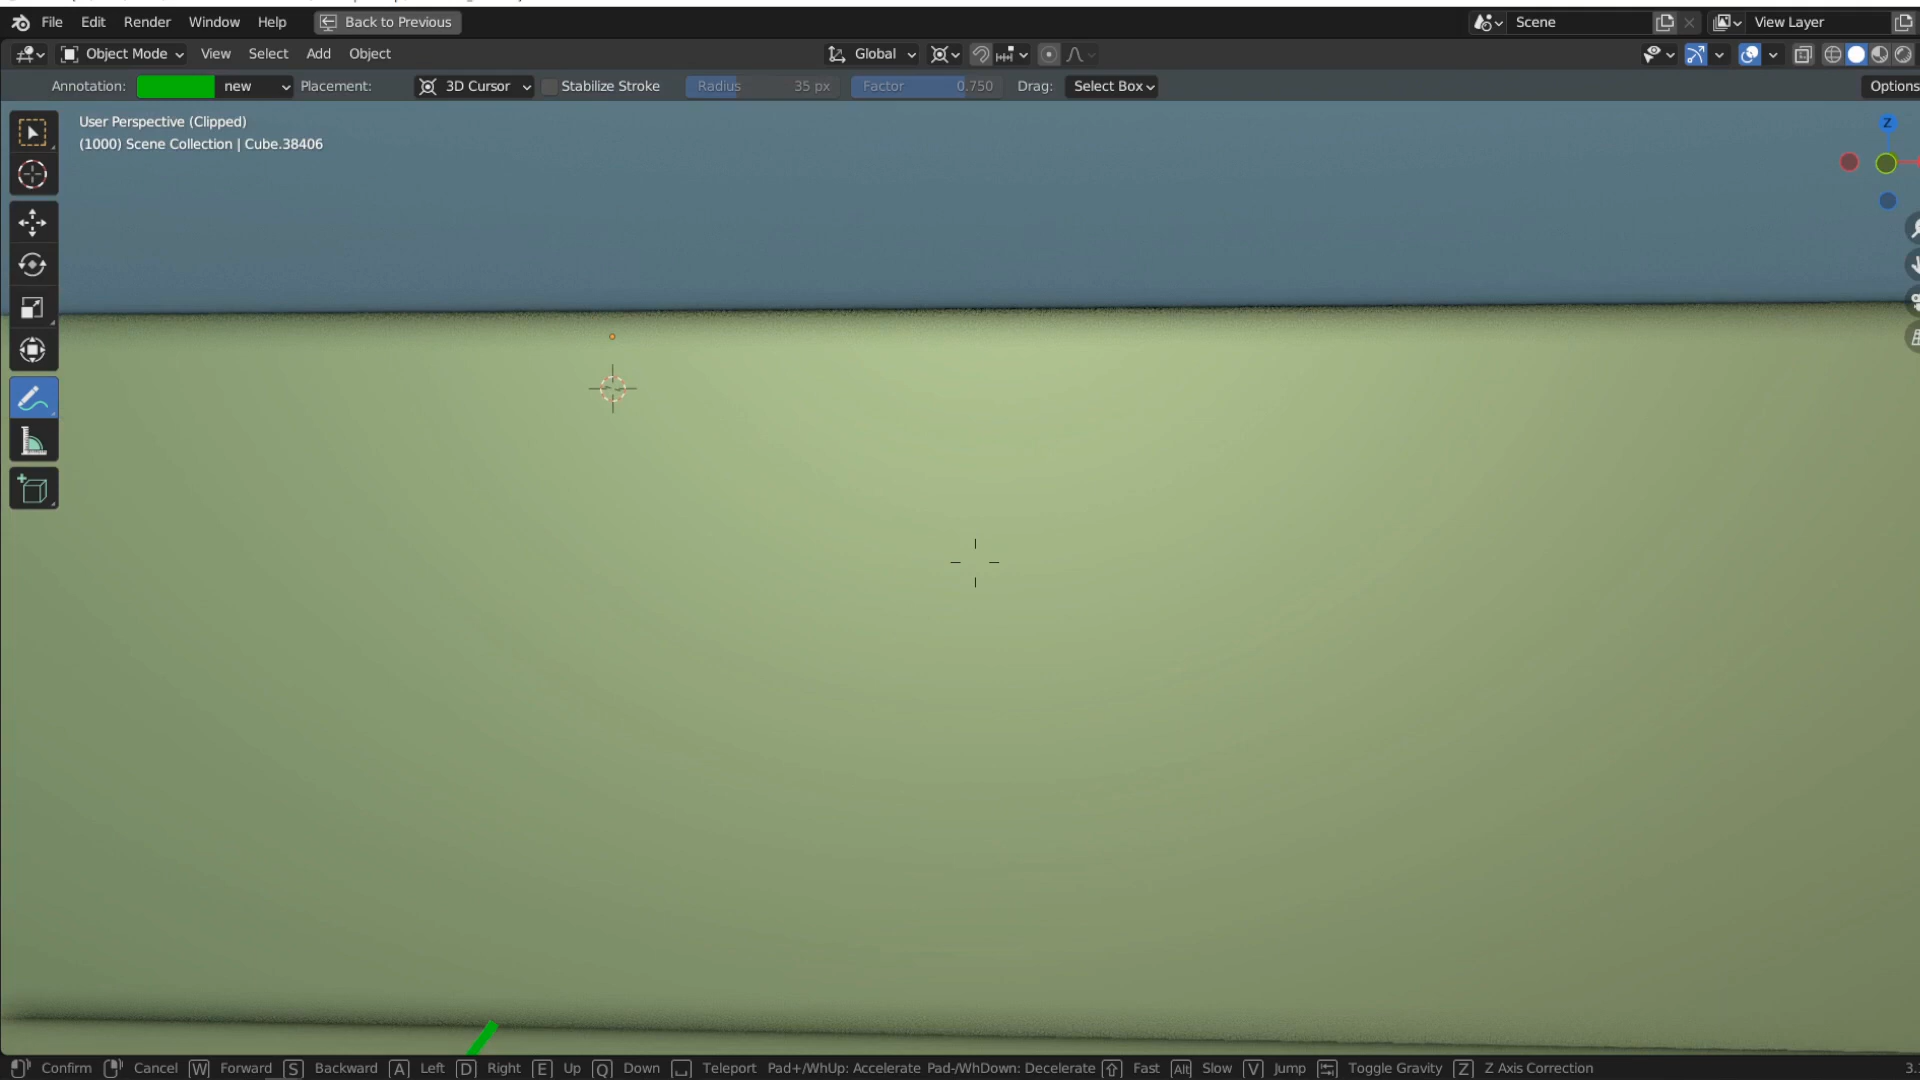 File Edit Render Window Help Back to Previous Scene View Layer
Object Mode View Select Add Object Global
Annotation: new Placement: 3D Cursor Stabilize Stroke Radius 35 px Factor 0.750 Drag: Select Box Options
User Perspective (Clipped)
(1000) Scene Collection | Cube.38406
Z
Confirm Cancel W Forward S Backward A Left D Right E Up Q Down Teleport Pad+/WhUp: Accelerate Pad-/WhDown: Decelerate Fast Alt Slow V Jump Toggle Gravity Z Z Axis Correction 3.